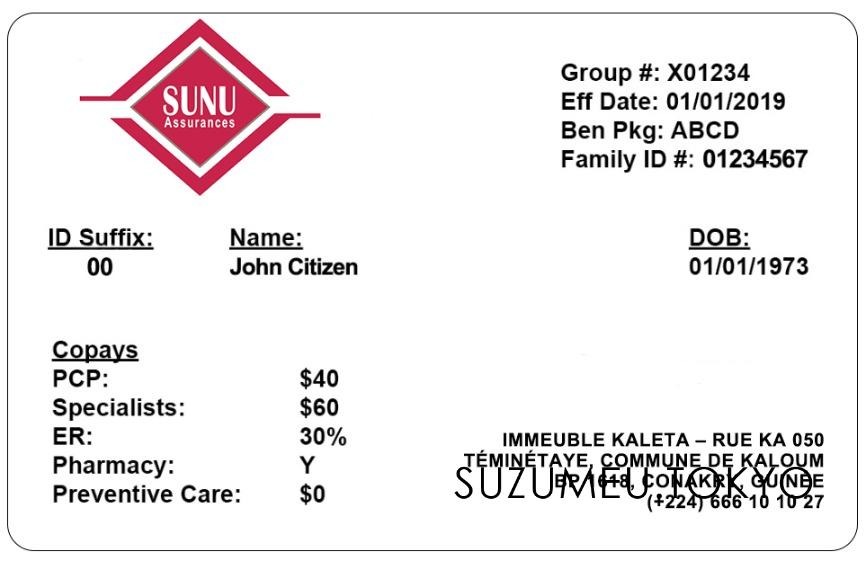 SUNU
Assurances
Group #: X01234
Eff Date: 01/01/2019
Ben Pkg: ABCD
Family ID #: 01234567
ID Suffix: Name: DOB:
00 John Citizen 01/01/1973
Copays
PCP: $40
Specialists: $60
ER: 30%
Pharmacy: Y
Preventive Care: $0
IMMEUBLE KALETA – RUE KA 050
TÉMINÉTAYE, COMMUNE DE KALOUM
BP 1618, CONAKRY, GUINEE
(+224) 666 10 10 27
SUZUMEU TOKYO